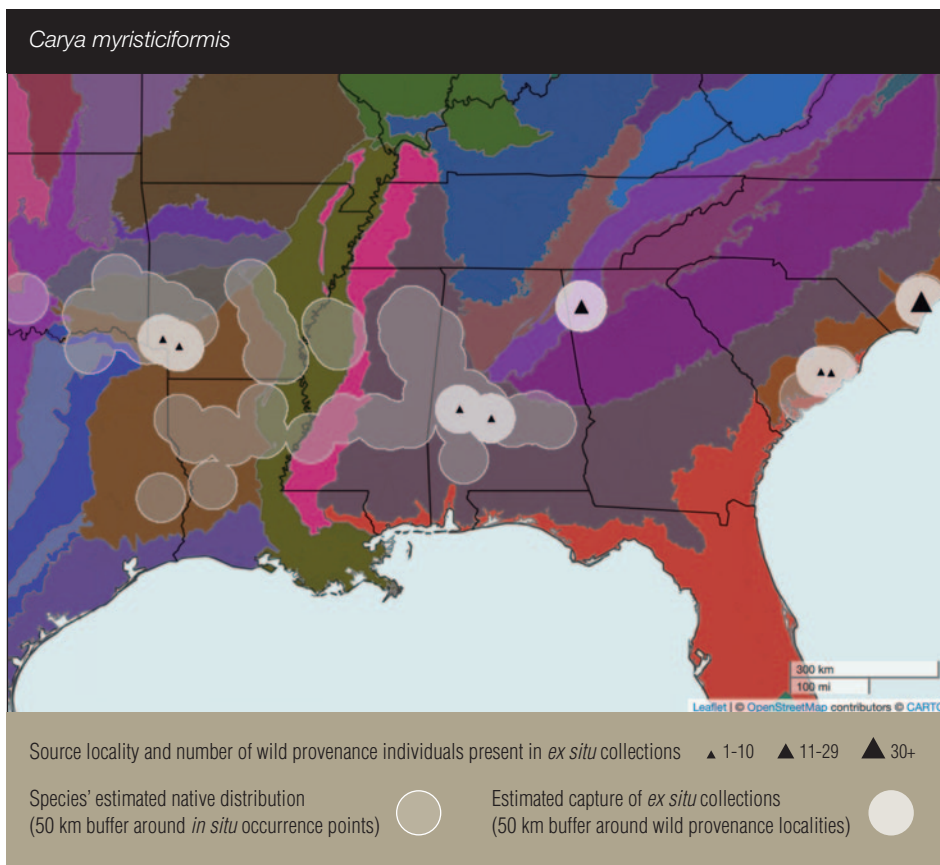 Carya myristiciformis
300 km
100 mi
Leaflet | © OpenStreetMap contributors © CARTO
Source locality and number of wild provenance individuals present in ex situ collections 1-10 11-29 30+
Species' estimated native distribution
(50 km buffer around in situ occurrence points)
Estimated capture of ex situ collections
(50 km buffer around wild provenance localities)